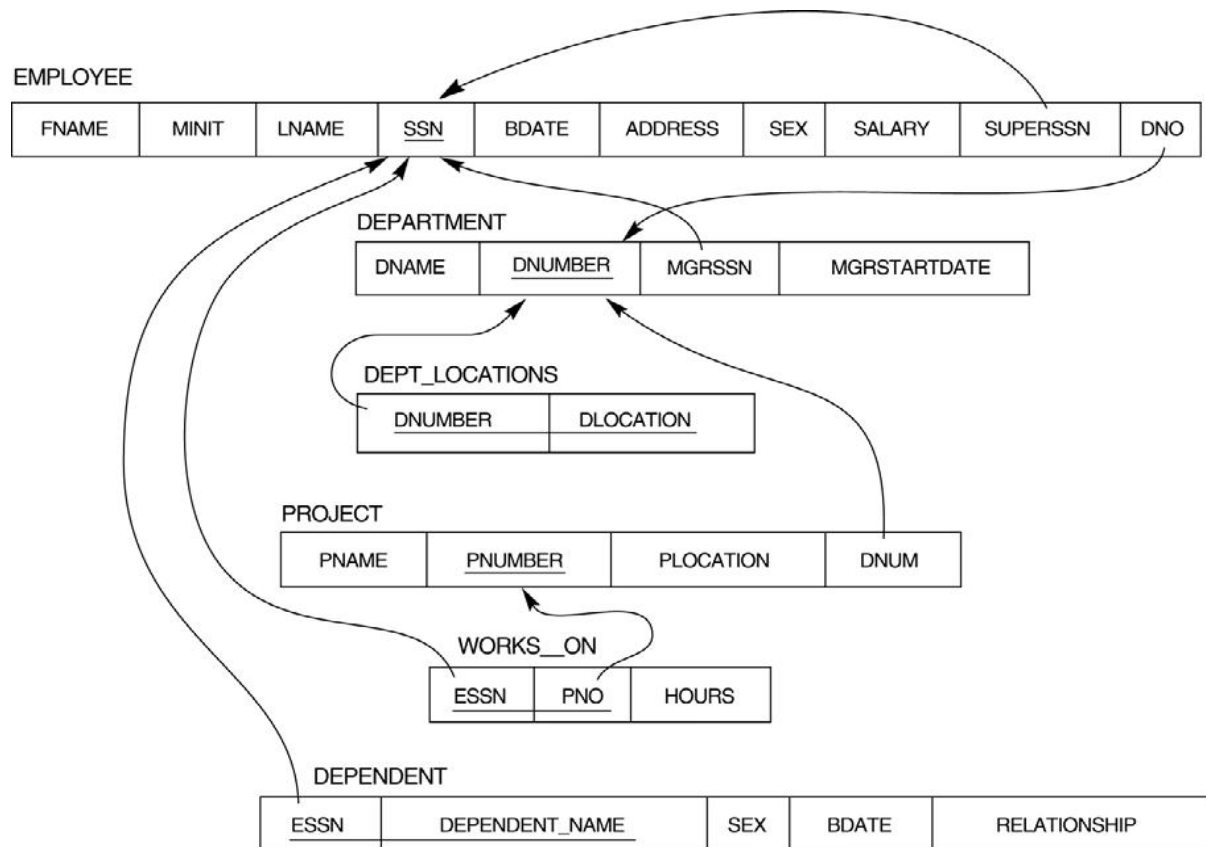 EMPLOYEE
FNAME MINIT LNAME SSN BDATE ADDRESS SEX SALARY SUPERSSN DNO
DEPARTMENT
DNAME DNUMBER MGRSSN MGRSTARTDATE
DEPT_LOCATIONS
DNUMBER DLOCATION
PROJECT
PNAME PNUMBER PLOCATION DNUM
WORKS__ON
ESSN PNO HOURS
DEPENDENT
ESSN DEPENDENT_NAME SEX BDATE RELATIONSHIP